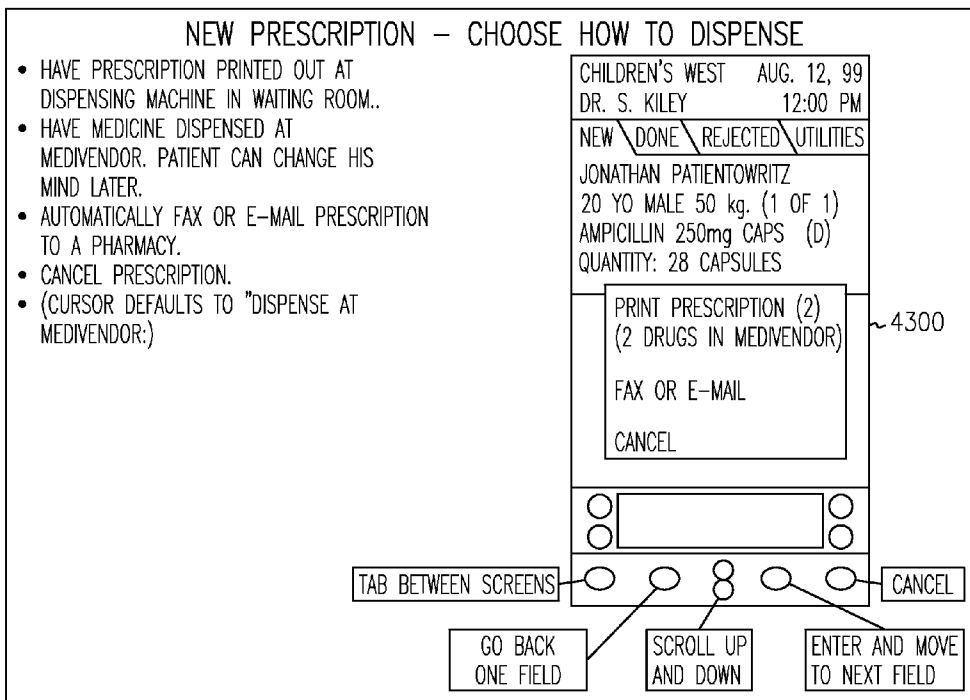 NEW PRESCRIPTION – CHOOSE HOW TO DISPENSE
• HAVE PRESCRIPTION PRINTED OUT AT
DISPENSING MACHINE IN WAITING ROOM..
• HAVE MEDICINE DISPENSED AT
MEDIVENDOR. PATIENT CAN CHANGE HIS
MIND LATER.
• AUTOMATICALLY FAX OR E–MAIL PRESCRIPTION
TO A PHARMACY.
• CANCEL PRESCRIPTION.
• (CURSOR DEFAULTS TO "DISPENSE AT
MEDIVENDOR:)
CHILDREN'S WEST AUG. 12, 99
DR. S. KILEY 12:00 PM
NEW DONE REJECTED UTILITIES
JONATHAN PATIENTOWRITZ
20 YO MALE 50 kg. (1 OF 1)
AMPICILLIN 250mg CAPS (D)
QUANTITY: 28 CAPSULES
PRINT PRESCRIPTION (2)
(2 DRUGS IN MEDIVENDOR)
FAX OR E–MAIL
CANCEL
4300
TAB BETWEEN SCREENS
CANCEL
GO BACK
ONE FIELD
SCROLL UP
AND DOWN
ENTER AND MOVE
TO NEXT FIELD